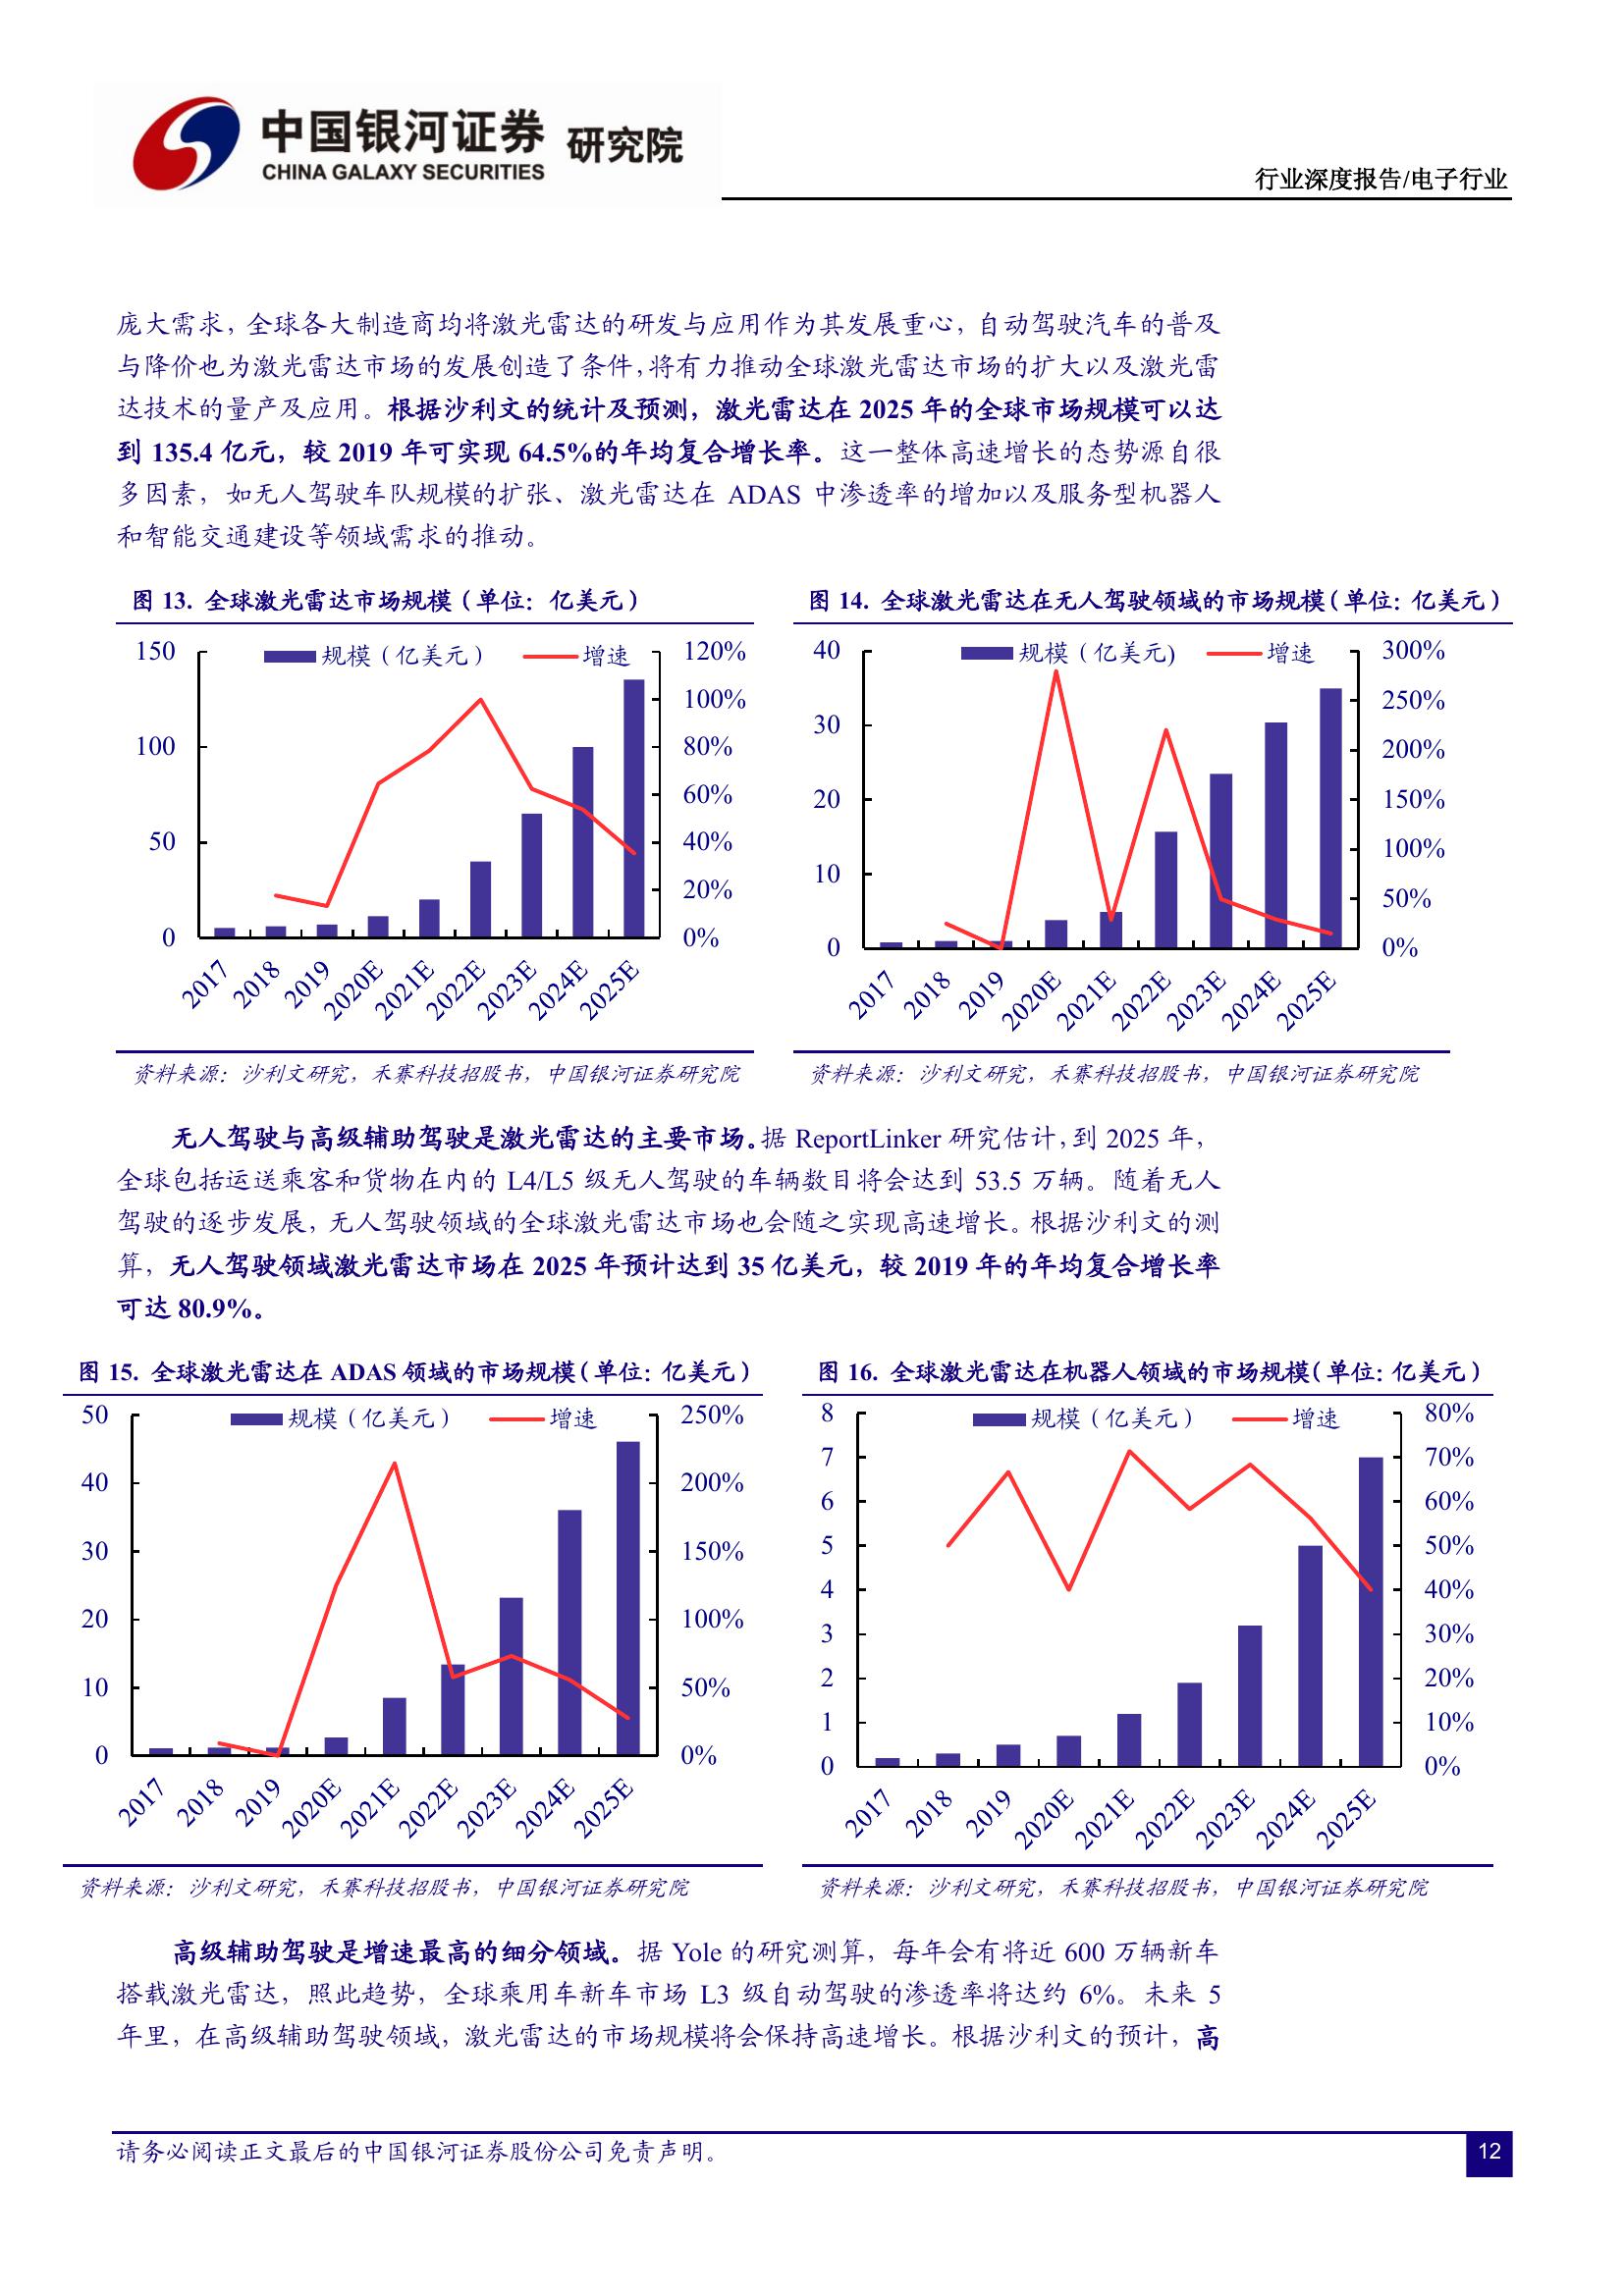 中国银河证券 研究院
CHINA GALAXY SECURITIES
行业深度报告/电子行业
庞大需求，全球各大制造商均将激光雷达的研发与应用作为其发展重心，自动驾驶汽车的普及
与降价也为激光雷达市场的发展创造了条件，将有力推动全球激光雷达市场的扩大以及激光雷
达技术的量产及应用。根据沙利文的统计及预测，激光雷达在 2025 年的全球市场规模可以达
到 135.4 亿元，较 2019 年可实现 64.5%的年均复合增长率。这一整体高速增长的态势源自很
多因素，如无人驾驶车队规模的扩张、激光雷达在 ADAS 中渗透率的增加以及服务型机器人
和智能交通建设等领域需求的推动。
图 13. 全球激光雷达市场规模（单位：亿美元）
规模（亿美元） 增速
150
100
50
0
120%
100%
80%
60%
40%
20%
0%
2017 2018 2019 2020E 2021E 2022E 2023E 2024E 2025E
资料来源：沙利文研究，禾赛科技招股书，中国银河证券研究院
图 14. 全球激光雷达在无人驾驶领域的市场规模（单位：亿美元）
规模（亿美元) 增速
40
30
20
10
0
300%
250%
200%
150%
100%
50%
0%
2017 2018 2019 2020E 2021E 2022E 2023E 2024E 2025E
资料来源：沙利文研究，禾赛科技招股书，中国银河证券研究院
无人驾驶与高级辅助驾驶是激光雷达的主要市场。据 ReportLinker 研究估计，到 2025 年，
全球包括运送乘客和货物在内的 L4/L5 级无人驾驶的车辆数目将会达到 53.5 万辆。随着无人
驾驶的逐步发展，无人驾驶领域的全球激光雷达市场也会随之实现高速增长。根据沙利文的测
算，无人驾驶领域激光雷达市场在 2025 年预计达到 35 亿美元，较 2019 年的年均复合增长率
可达 80.9%。
图 15. 全球激光雷达在 ADAS 领域的市场规模（单位：亿美元）
规模（亿美元） 增速
50
40
30
20
10
0
250%
200%
150%
100%
50%
0%
2017 2018 2019 2020E 2021E 2022E 2023E 2024E 2025E
资料来源：沙利文研究，禾赛科技招股书，中国银河证券研究院
图 16. 全球激光雷达在机器人领域的市场规模（单位：亿美元）
规模（亿美元） 增速
8
7
6
5
4
3
2
1
0
80%
70%
60%
50%
40%
30%
20%
10%
0%
2017 2018 2019 2020E 2021E 2022E 2023E 2024E 2025E
资料来源：沙利文研究，禾赛科技招股书，中国银河证券研究院
高级辅助驾驶是增速最高的细分领域。据 Yole 的研究测算，每年会有将近 600 万辆新车
搭载激光雷达，照此趋势，全球乘用车新车市场 L3 级自动驾驶的渗透率将达约 6%。未来 5
年里，在高级辅助驾驶领域，激光雷达的市场规模将会保持高速增长。根据沙利文的预计，高
请务必阅读正文最后的中国银河证券股份公司免责声明。
12